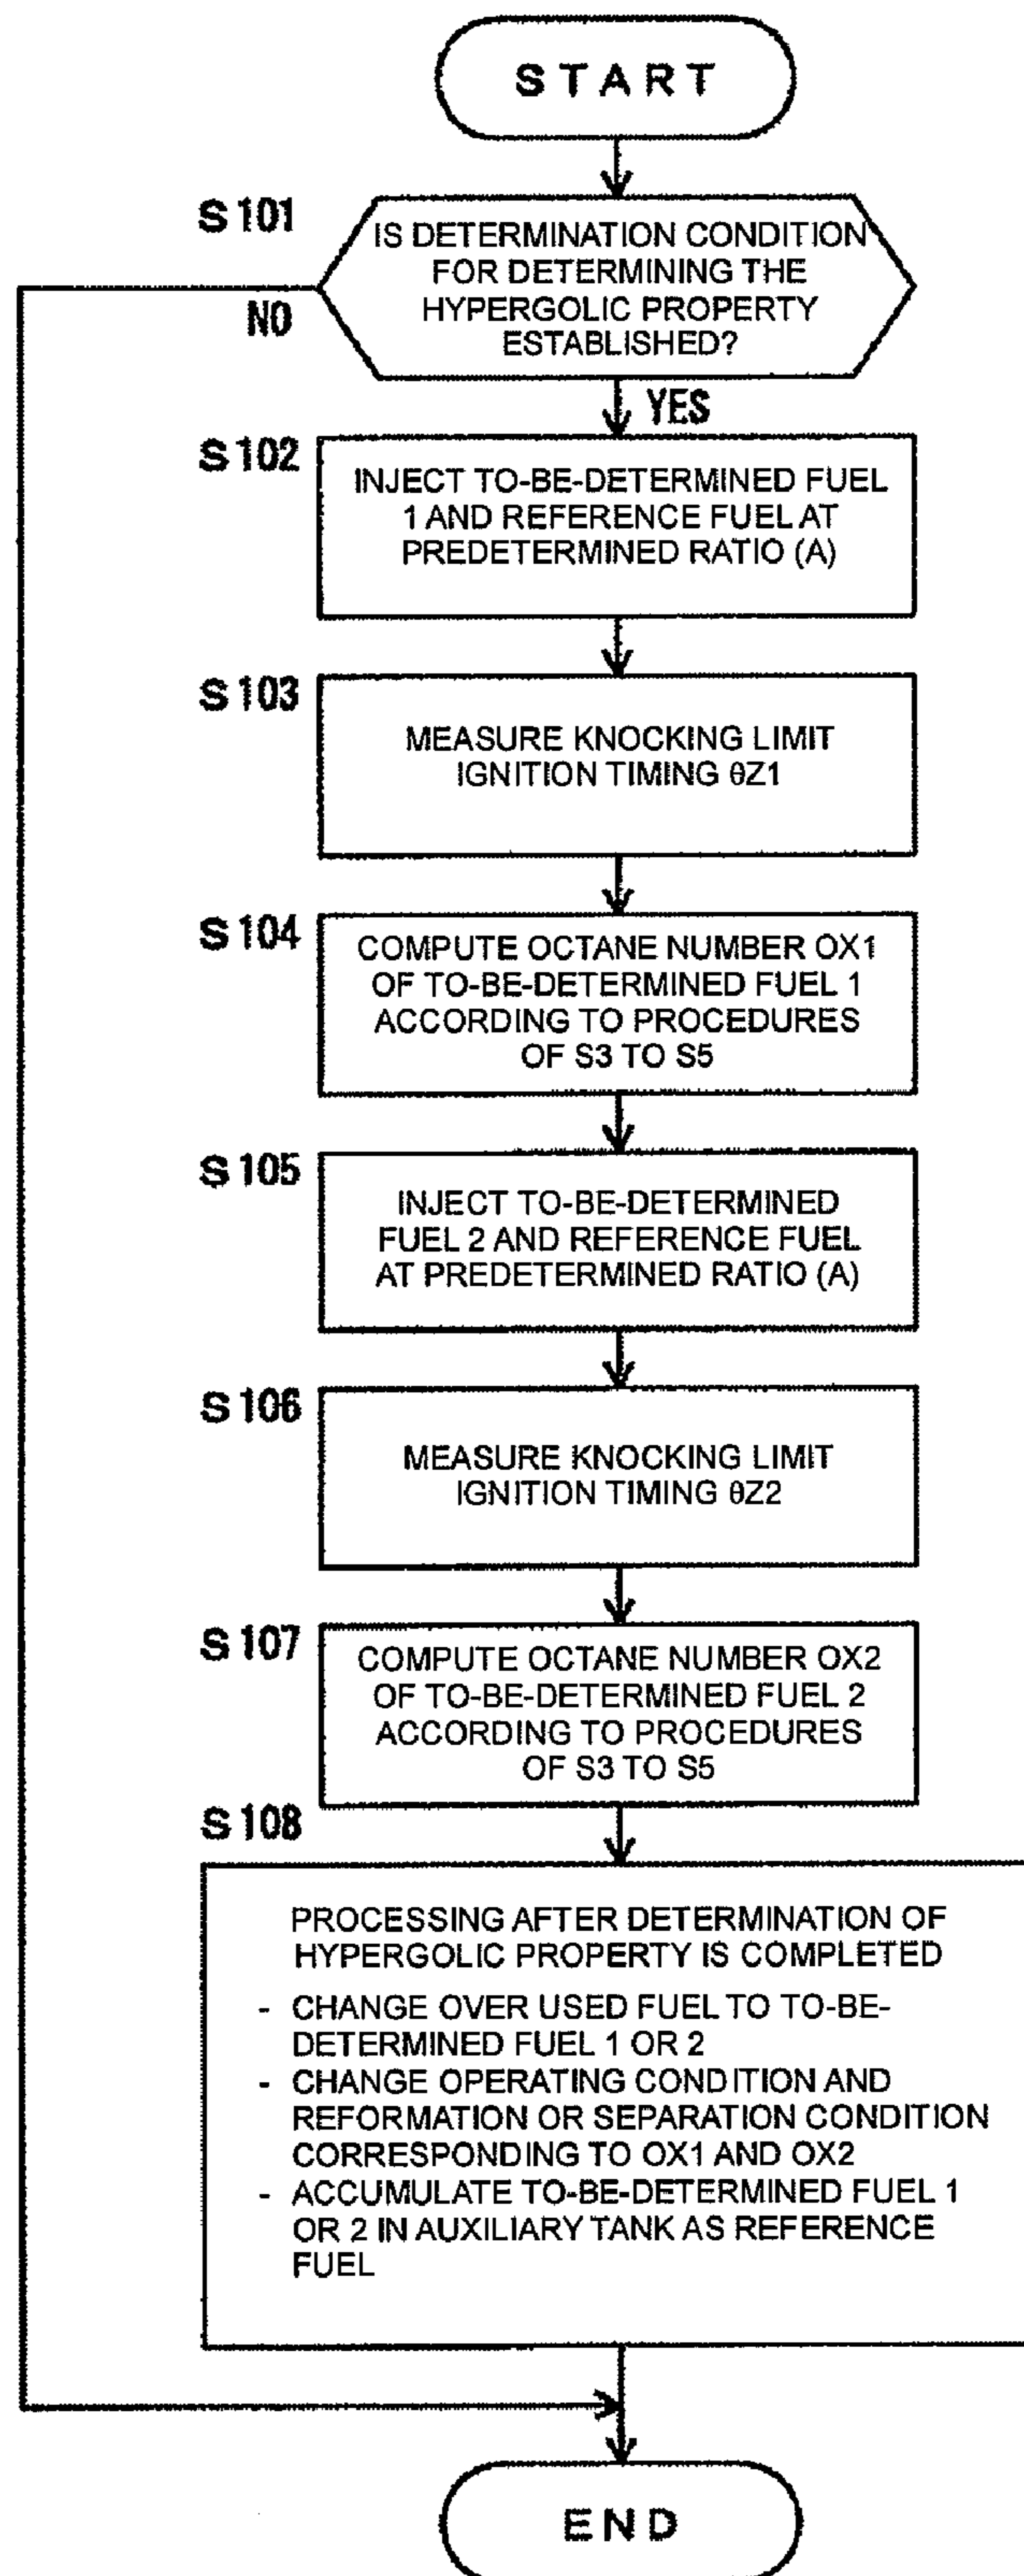 START
S101
IS DETERMINATION CONDITION
FOR DETERMINING THE
HYPERGOLIC PROPERTY
ESTABLISHED?
NO
YES
S102
INJECT TO-BE-DETERMINED FUEL
1 AND REFERENCE FUEL AT
PREDETERMINED RATIO (A)
S103
MEASURE KNOCKING LIMIT
IGNITION TIMING θZ1
S104
COMPUTE OCTANE NUMBER OX1
OF TO-BE-DETERMINED FUEL 1
ACCORDING TO PROCEDURES
OF S3 TO S5
S105
INJECT TO-BE-DETERMINED
FUEL 2 AND REFERENCE FUEL
AT PREDETERMINED RATIO (A)
S106
MEASURE KNOCKING LIMIT
IGNITION TIMING θZ2
S107
COMPUTE OCTANE NUMBER OX2
OF TO-BE-DETERMINED FUEL 2
ACCORDING TO PROCEDURES
OF S3 TO S5
S108
PROCESSING AFTER DETERMINATION OF
HYPERGOLIC PROPERTY IS COMPLETED
- CHANGE OVER USED FUEL TO TO-BE-
DETERMINED FUEL 1 OR 2
- CHANGE OPERATING CONDITION AND
REFORMATION OR SEPARATION CONDITION
CORRESPONDING TO OX1 AND OX2
- ACCUMULATE TO-BE-DETERMINED FUEL 1
OR 2 IN AUXILIARY TANK AS REFERENCE
FUEL
END